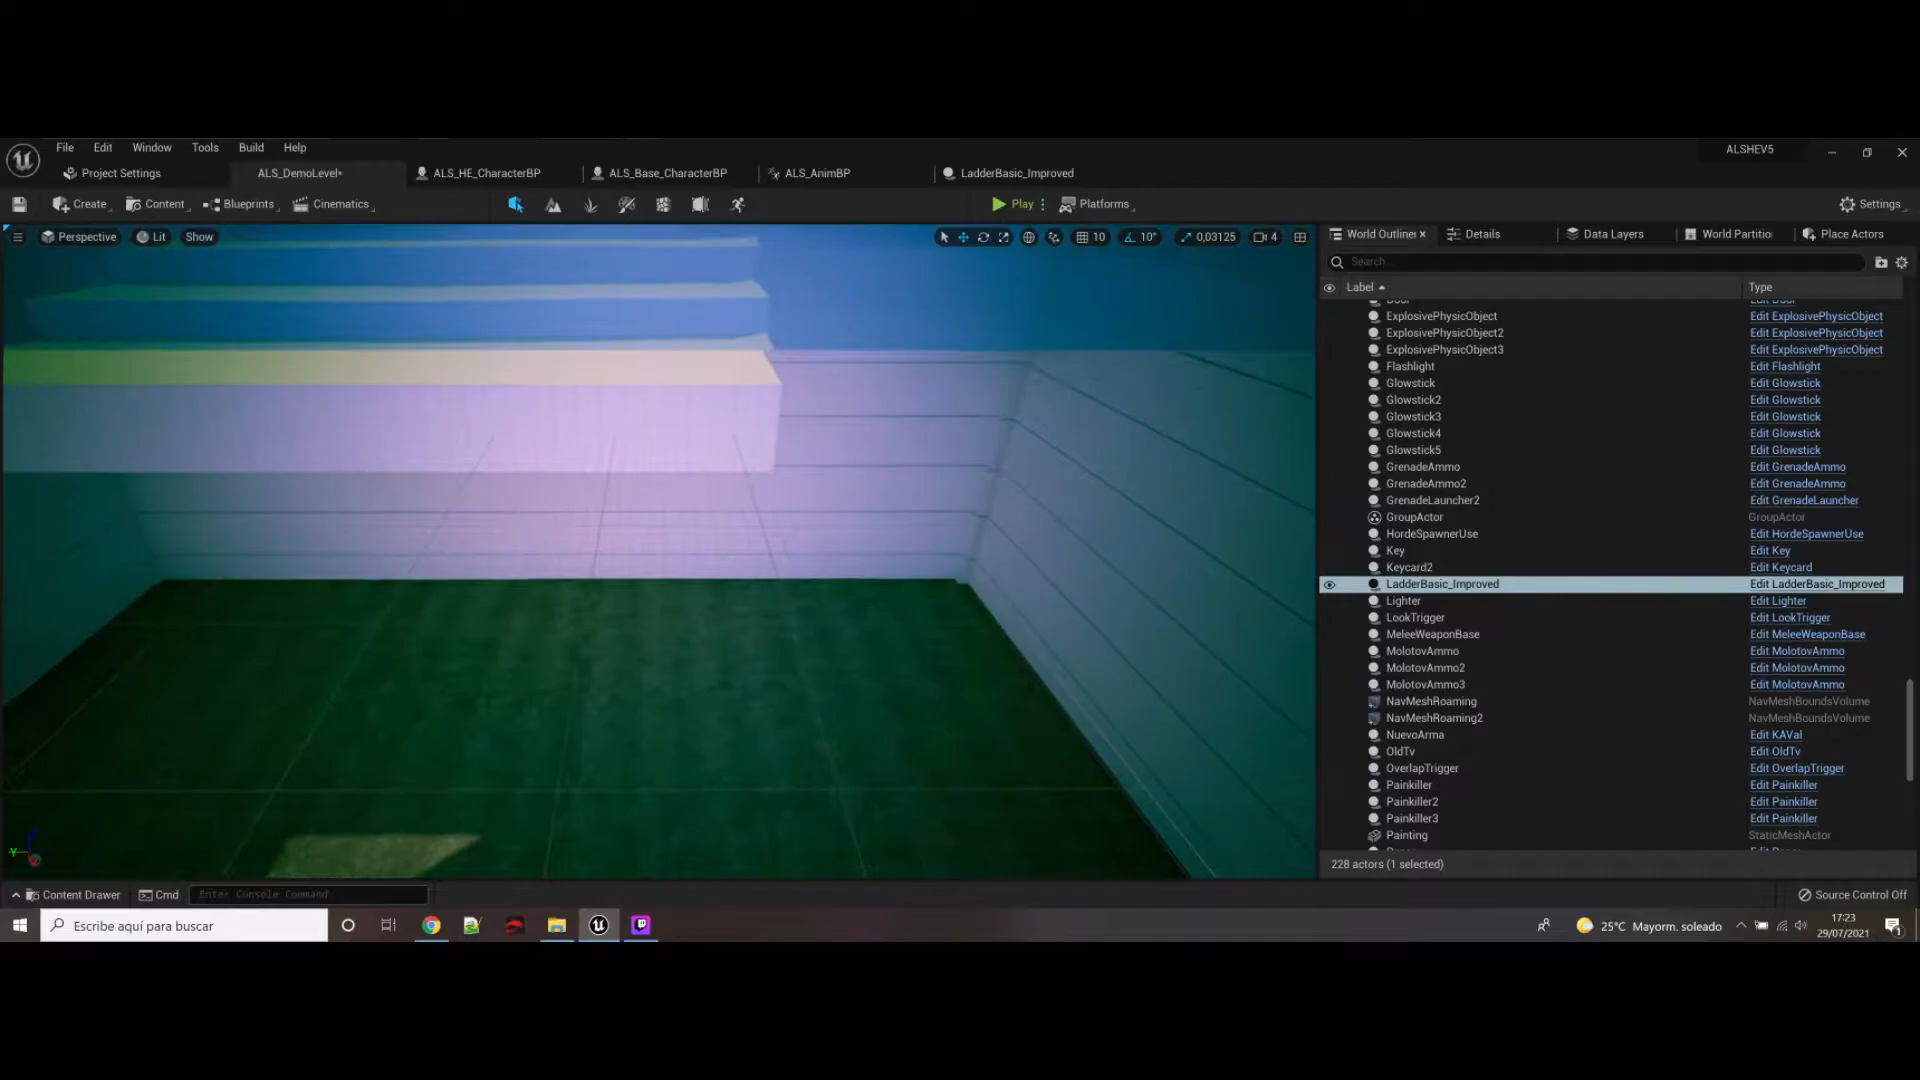 File Edit Window Tools Build Help
ALSHEV5
Project Settings
ALS_DemoLevel*
ALS_HE_CharacterBP
ALS_Base_CharacterBP
ALS_AnimBP
LadderBasic_Improved
Create
Content
Blueprints
Cinematics
Play
Platforms
Settings
Perspective
Lit
Show
10
10°
0,03125
4
World Outliner
Details
Data Layers
World Partitio
Place Actors
Search...
Label
Type
Door Edit Door
ExplosivePhysicObject Edit ExplosivePhysicObject
ExplosivePhysicObject2 Edit ExplosivePhysicObject
ExplosivePhysicObject3 Edit ExplosivePhysicObject
Flashlight Edit Flashlight
Glowstick Edit Glowstick
Glowstick2 Edit Glowstick
Glowstick3 Edit Glowstick
Glowstick4 Edit Glowstick
Glowstick5 Edit Glowstick
GrenadeAmmo Edit GrenadeAmmo
GrenadeAmmo2 Edit GrenadeAmmo
GrenadeLauncher2 Edit GrenadeLauncher
GroupActor GroupActor
HordeSpawnerUse Edit HordeSpawnerUse
Key Edit Key
Keycard2 Edit Keycard
LadderBasic_Improved Edit LadderBasic_Improved
Lighter Edit Lighter
LookTrigger Edit LookTrigger
MeleeWeaponBase Edit MeleeWeaponBase
MolotovAmmo Edit MolotovAmmo
MolotovAmmo2 Edit MolotovAmmo
MolotovAmmo3 Edit MolotovAmmo
NavMeshRoaming NavMeshBoundsVolume
NavMeshRoaming2 NavMeshBoundsVolume
NuevoArma Edit KAVal
OldTv Edit OldTv
OverlapTrigger Edit OverlapTrigger
Painkiller Edit Painkiller
Painkiller2 Edit Painkiller
Painkiller3 Edit Painkiller
Painting StaticMeshActor
228 actors (1 selected)
Y
Content Drawer
Cmd
Enter Console Command
Source Control Off
Escribe aquí para buscar
25°C Mayorm. soleado
17:23
29/07/2021
1